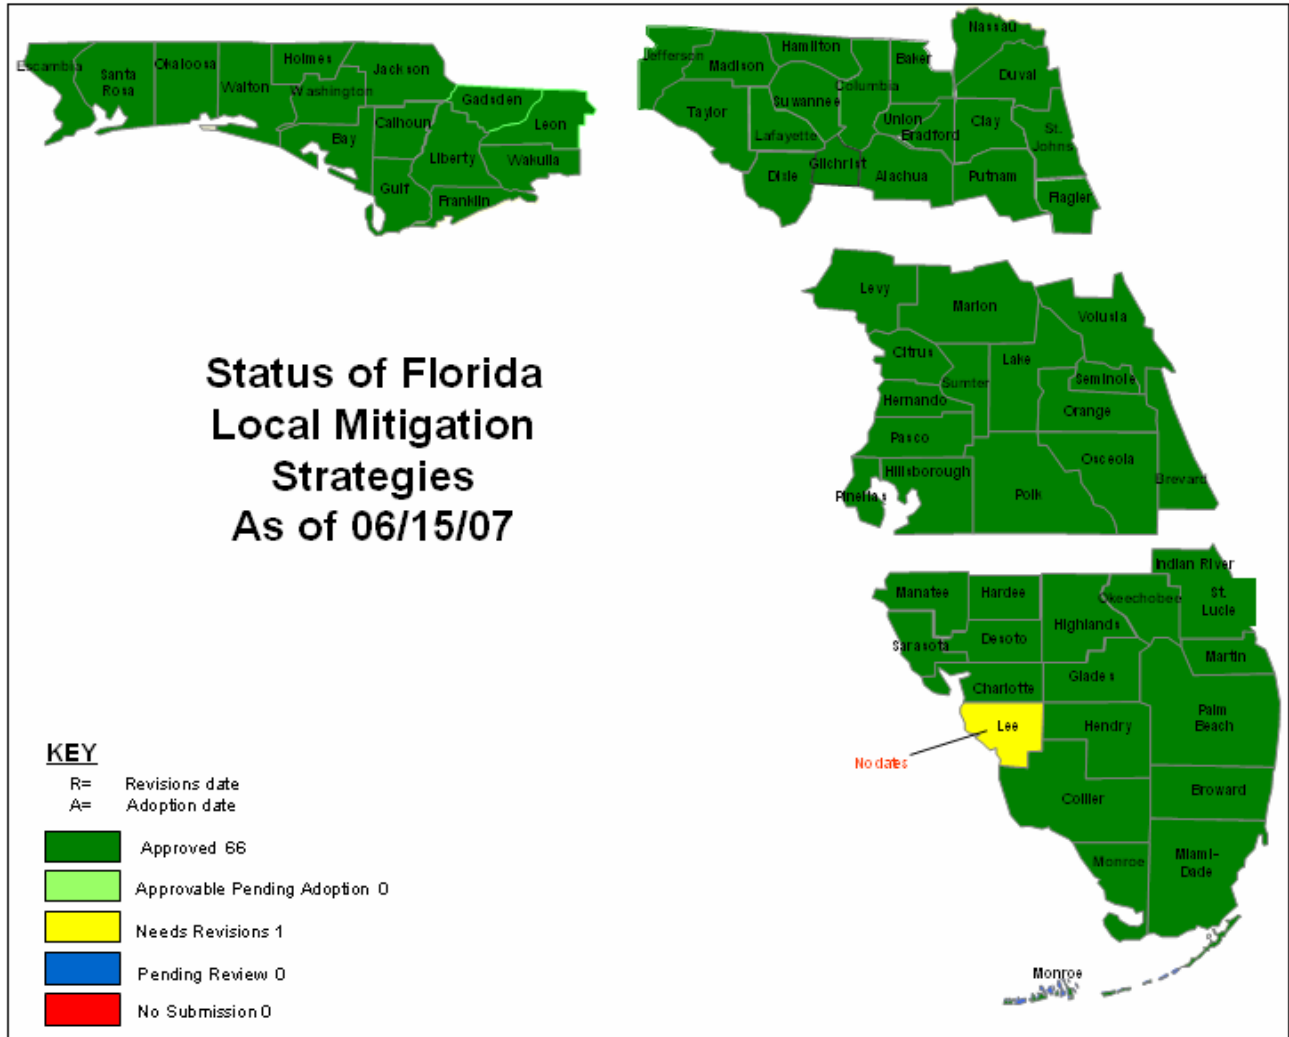 Escambia
Santa
Rosa
Okaloosa
Walton
Holmes
Washington
Jackson
Bay
Calhoun
Gulf
Liberty
Gadsden
Leon
Wakulla
Franklin
Jefferson
Madison
Taylor
Hamilton
Suwannee
Lafayette
Dixie
Columbia
Gilchrist
Baker
Union
Bradford
Alachua
Nassau
Duval
Clay
St.
Johns
Putnam
Flagler
Levy
Marion
Volusia
Citrus
Sumter
Lake
Seminole
Hernando
Orange
Pasco
Osceola
Hillsborough
Pinellas
Polk
Brevard
Status of Florida
Local Mitigation
Strategies
As of 06/15/07
Indian River
Manatee
Hardee
Okeechobee
St.
Lucie
Highlands
Sarasota
Desoto
Martin
Charlotte
Glades
Lee
Hendry
Palm
Beach
No dates
Collier
Broward
Monroe
Miami-
Dade
Monroe
KEY
R= Revisions date
A= Adoption date
Approved 66
Approvable Pending Adoption 0
Needs Revisions 1
Pending Review 0
No Submission 0